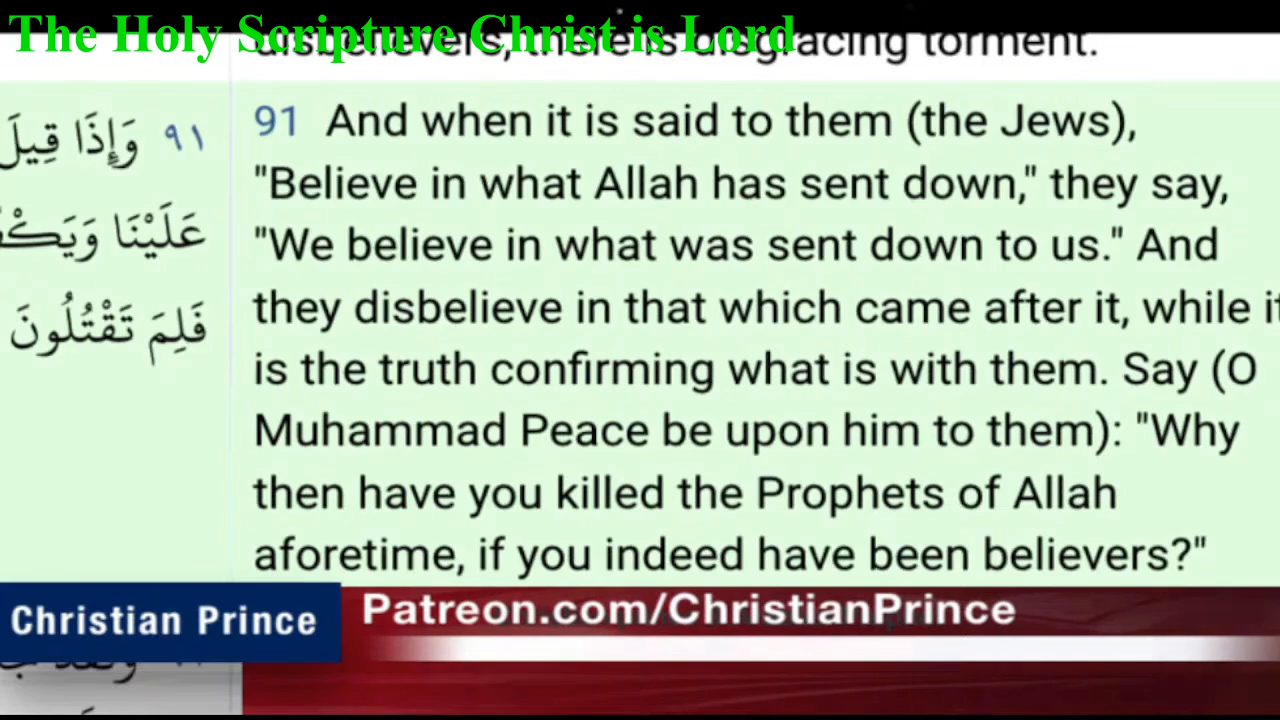 The Holy Scripture Christ is Lord
disbelievers, there is disgracing torment.
91 And when it is said to them (the Jews),
"Believe in what Allah has sent down," they say,
"We believe in what was sent down to us." And
they disbelieve in that which came after it, while it
is the truth confirming what is with them. Say (O
Muhammad Peace be upon him to them): "Why
then have you killed the Prophets of Allah
aforetime, if you indeed have been believers?"
٩١ وَإِذَا قِيلَ
عَلَيْنَا
فَلِمَ تَقْتُلُونَ
Christian Prince
Patreon.com/ChristianPrince